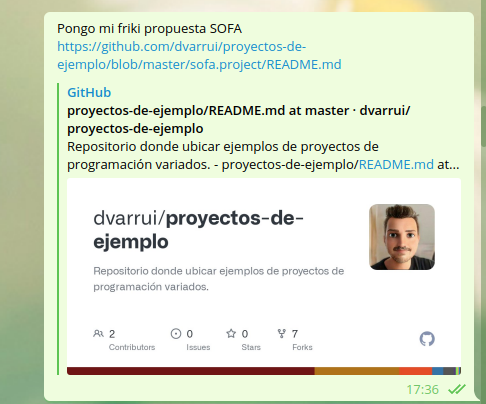 Pongo mi friki propuesta SOFA
https://github.com/dvarrui/proyectos-de-
ejemplo/blob/master/sofa.project/README.md
GitHub
proyectos-de-ejemplo/README.md at master · dvarrui/
proyectos-de-ejemplo
Repositorio donde ubicar ejemplos de proyectos de
programación variados. - proyectos-de-ejemplo/README.md at...
dvarrui/proyectos-de-
ejemplo
Repositorio donde ubicar ejemplos de proyectos de
programación variados.
2 0 0 7
Contributors Issues Stars Forks
17:36